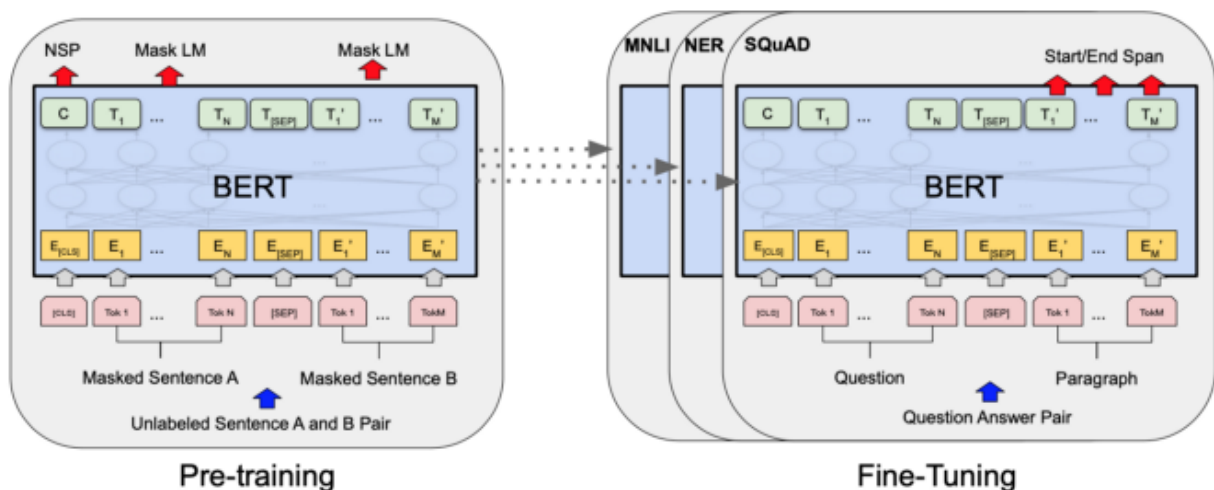 NSP Mask LM Mask LM
C T1 ... TN T[SEP] T1' ... TM'
BERT
E[CLS] E1 ... EN E[SEP] E1' ... EM'
[CLS] Tok 1 ... Tok N [SEP] Tok 1 ... TokM
Masked Sentence A Masked Sentence B
Unlabeled Sentence A and B Pair
Pre-training
MNLI NER SQuAD
Start/End Span
C T1 ... TN T[SEP] T1' ... TM'
BERT
E[CLS] E1 ... EN E[SEP] E1' ... EM'
[CLS] Tok 1 ... Tok N [SEP] Tok 1 ... TokM
Question Paragraph
Question Answer Pair
Fine-Tuning